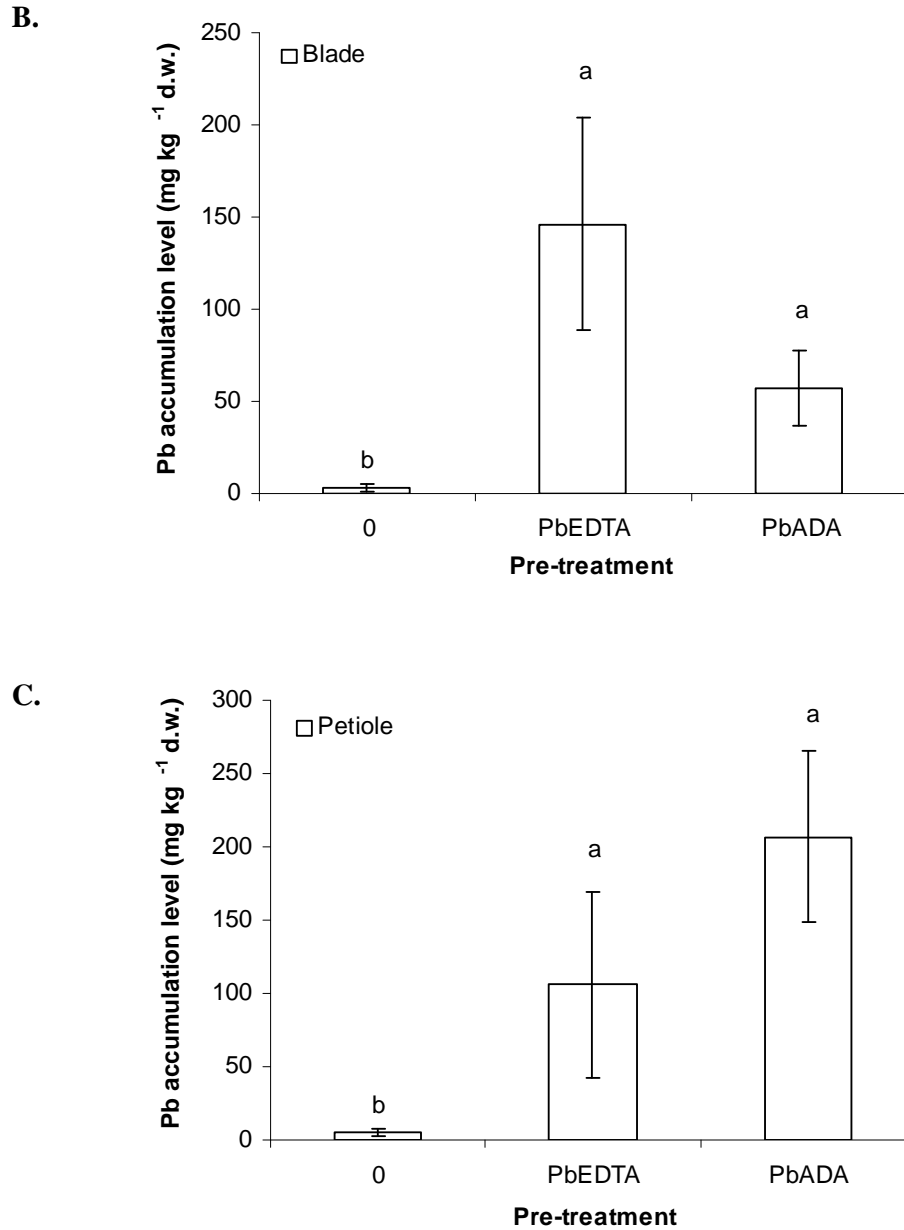 B.
Pb accumulation level (mg kg -1 d.w.)
250
200
150
100
50
0
Blade
a
a
b
0 PbEDTA PbADA
Pre-treatment
C.
Pb accumulation level (mg kg -1 d.w.)
300
250
200
150
100
50
0
Petiole
a
a
b
0 PbEDTA PbADA
Pre-treatment